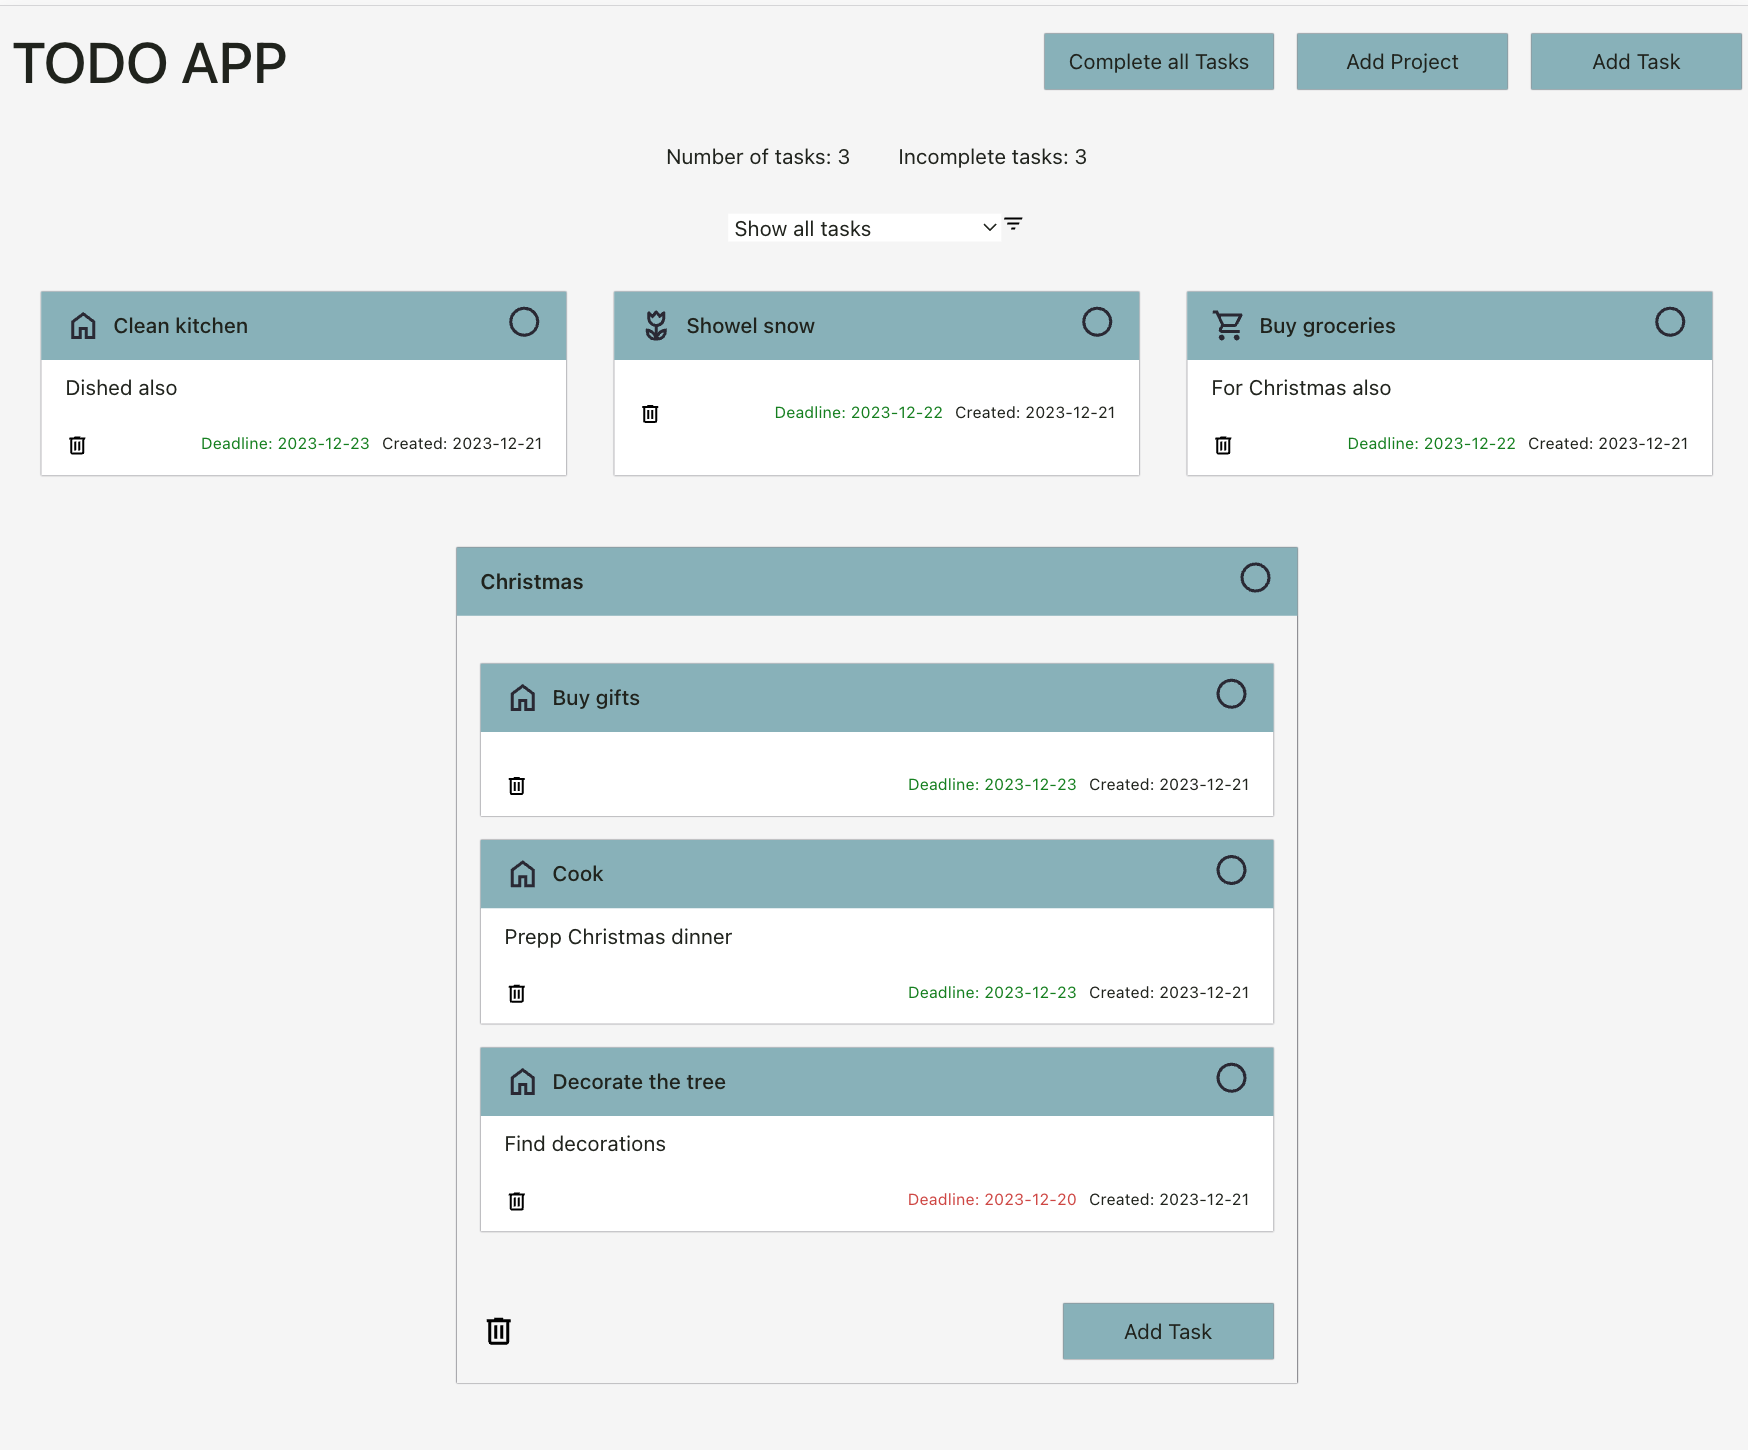 TODO APP
Complete all Tasks
Add Project
Add Task
Number of tasks: 3
Incomplete tasks: 3
Show all tasks
Clean kitchen
Dished also
Deadline: 2023-12-23 Created: 2023-12-21
Showel snow
Deadline: 2023-12-22 Created: 2023-12-21
Buy groceries
For Christmas also
Deadline: 2023-12-22 Created: 2023-12-21
Christmas
Buy gifts
Deadline: 2023-12-23 Created: 2023-12-21
Cook
Prepp Christmas dinner
Deadline: 2023-12-23 Created: 2023-12-21
Decorate the tree
Find decorations
Deadline: 2023-12-20 Created: 2023-12-21
Add Task